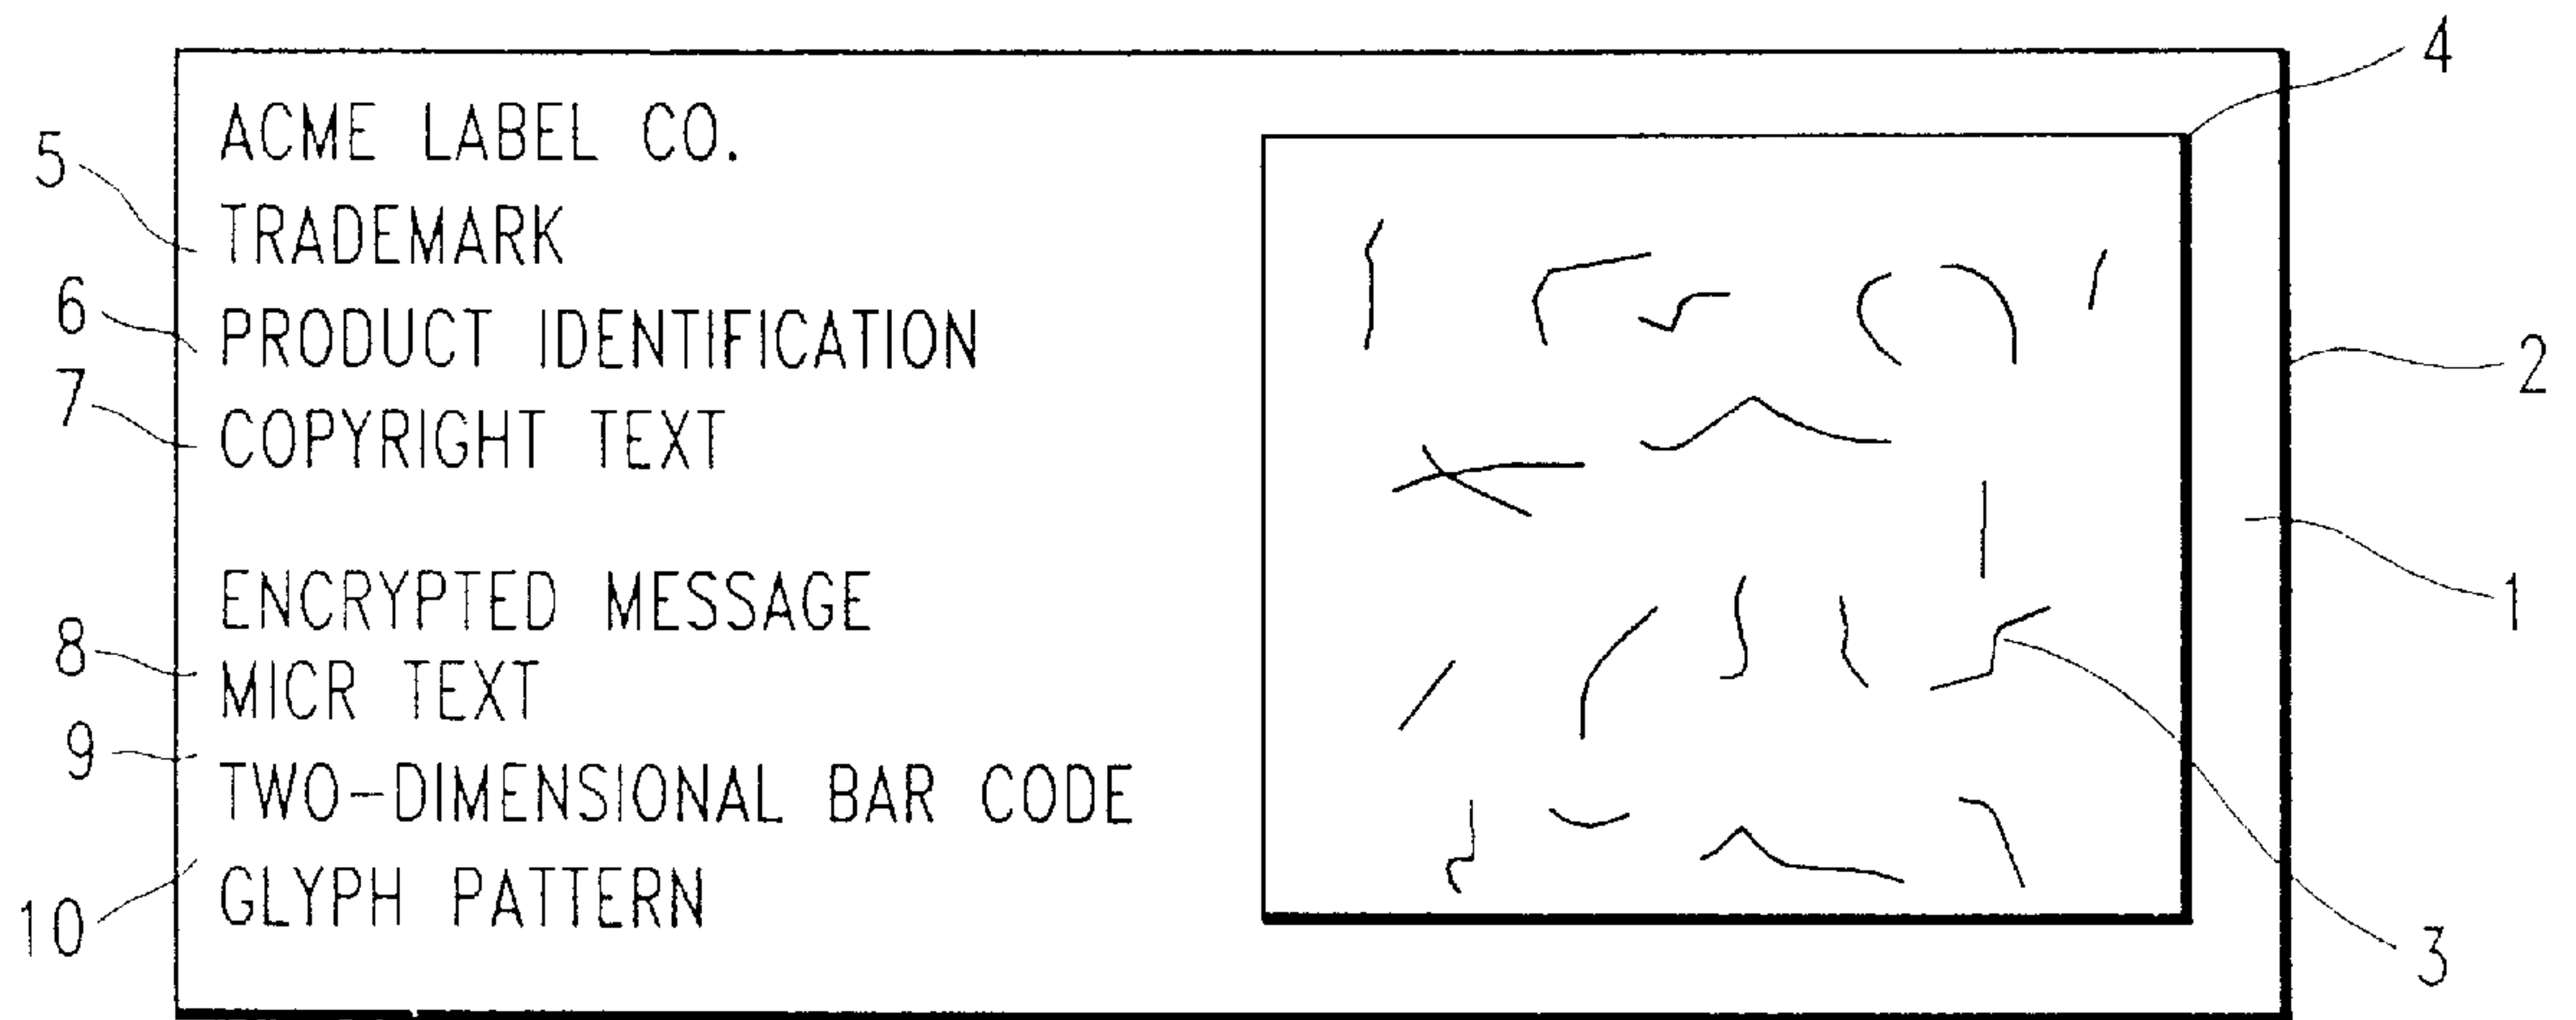 4
ACME LABEL CO.
5
TRADEMARK
6
PRODUCT IDENTIFICATION
2
7
COPYRIGHT TEXT
1
ENCRYPTED MESSAGE
8
MICR TEXT
9
TWO-DIMENSIONAL BAR CODE
10
GLYPH PATTERN
3